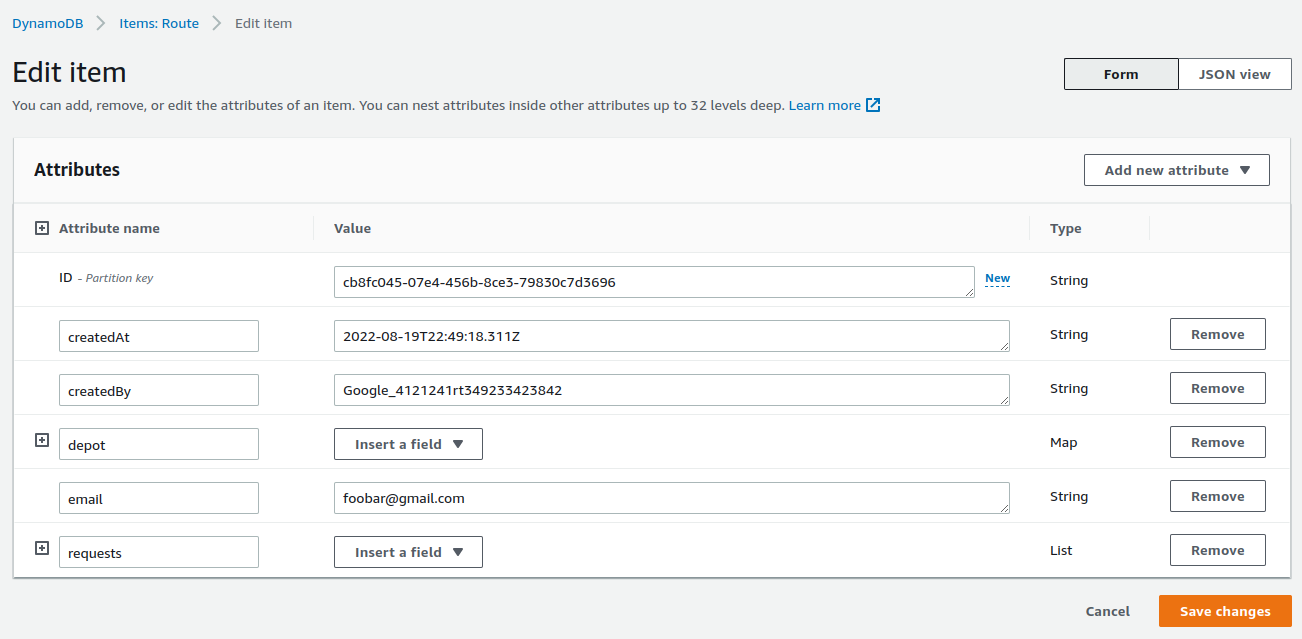 DynamoDB Items: Route Edit item
Edit item
Form JSON view
You can add, remove, or edit the attributes of an item. You can nest attributes inside other attributes up to 32 levels deep. Learn more
Attributes
Add new attribute
Attribute name Value Type
ID - Partition key cb8fc045-07e4-456b-8ce3-79830c7d3696 New String
createdAt 2022-08-19T22:49:18.311Z String Remove
createdBy Google_4121241rt349233423842 String Remove
depot Insert a field Map Remove
email foobar@gmail.com String Remove
requests Insert a field List Remove
Cancel Save changes